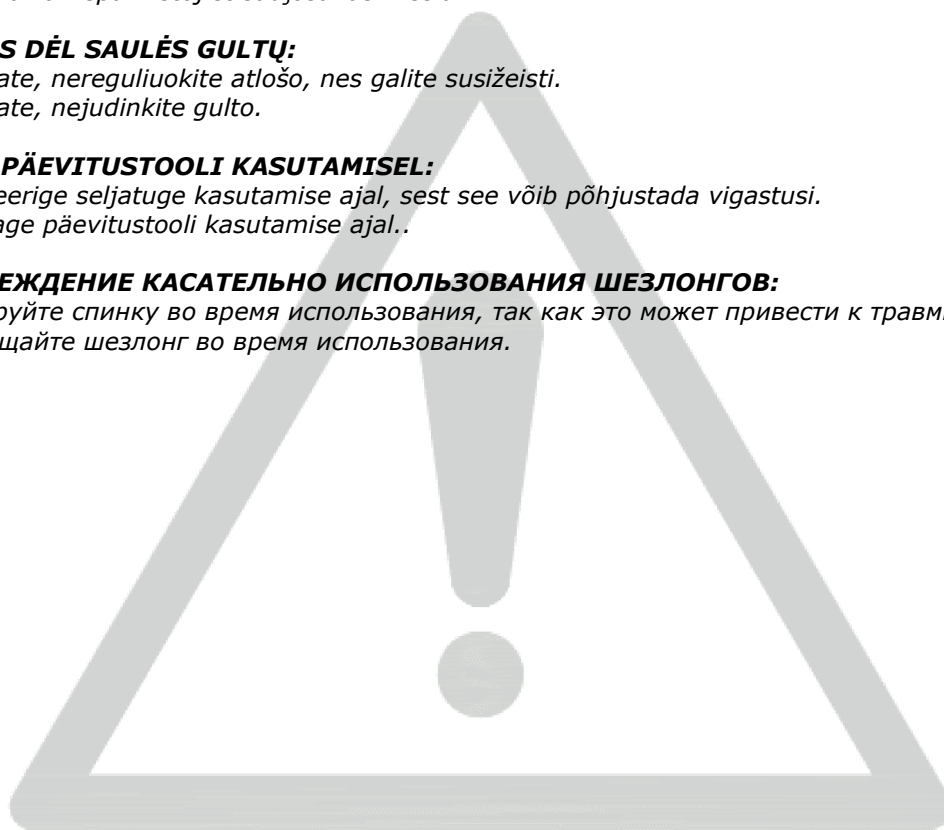 S DĖL SAULĖS GULTŲ:
ate, nereguliuokite atlošo, nes galite susižeisti.
ate, nejudinkite gulto.
PÄEVITUSTOOLI KASUTAMISEL:
eerige seljatuge kasutamise ajal, sest see võib põhjustada vigastusi.
age päevitustooli kasutamise ajal..
ЕЖДЕНИЕ КАСАТЕЛЬНО ИСПОЛЬЗОВАНИЯ ШЕЗЛОНГОВ:
руйте спинку во время использования, так как это может привести к травм
щайте шезлонг во время использования.